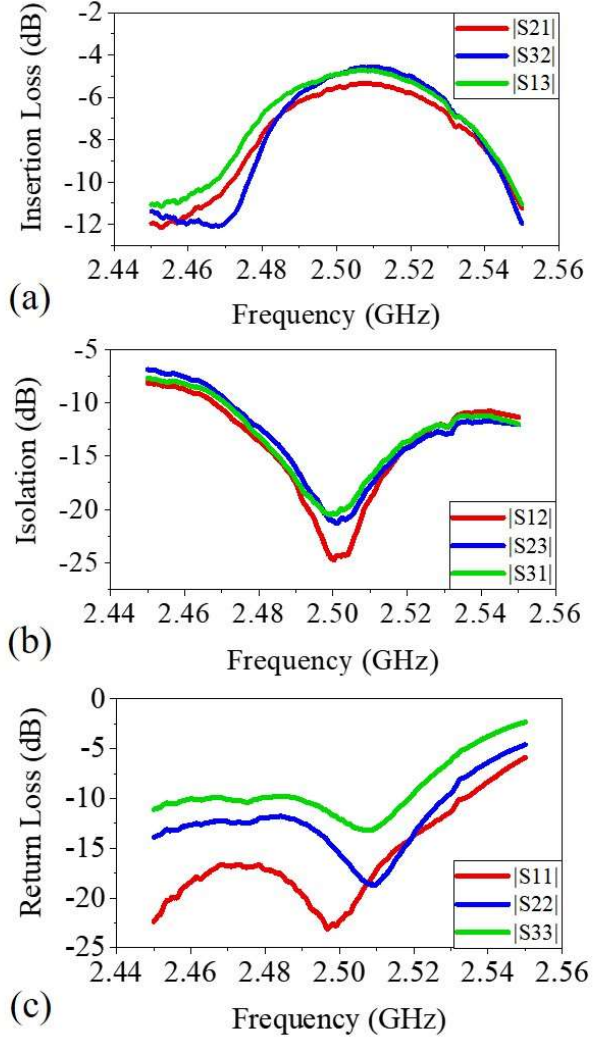 -2
-4
-6
-8
-10
-12
Insertion Loss (dB)
|S21|
|S32|
|S13|
2.44 2.46 2.48 2.50 2.52 2.54 2.56
(a)
Frequency (GHz)
-5
-10
-15
-20
-25
Isolation (dB)
|S12|
|S23|
|S31|
2.44 2.46 2.48 2.50 2.52 2.54 2.56
(b)
Frequency (GHz)
0
-5
-10
-15
-20
-25
Return Loss (dB)
|S11|
|S22|
|S33|
2.44 2.46 2.48 2.50 2.52 2.54 2.56
(c)
Frequency (GHz)